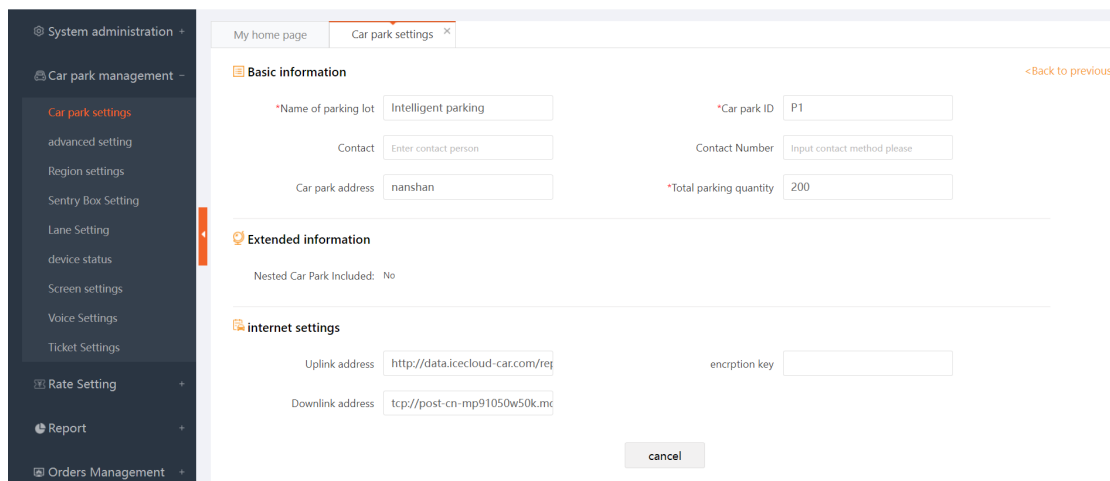 System administration +
My home page
Car park settings ×
Car park management −
Basic information
<Back to previous
Car park settings
*Name of parking lot Intelligent parking
*Car park ID P1
advanced setting
Contact Enter contact person
Contact Number Input contact method please
Region settings
Car park address nanshan
*Total parking quantity 200
Sentry Box Setting
Lane Setting
Extended information
device status
Nested Car Park Included: No
Screen settings
Voice Settings
internet settings
Ticket Settings
Uplink address http://data.icecloud-car.com/rep
encrption key
Rate Setting +
Downlink address tcp://post-cn-mp91050w50k.mc
Report +
cancel
Orders Management +